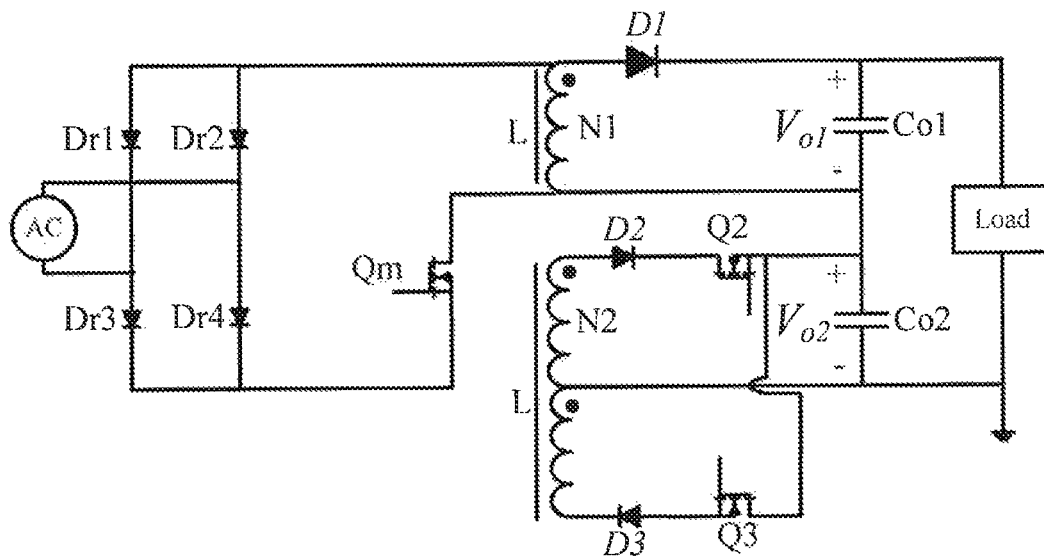 D1
+
Dr1
Dr2
L
N1
Vo1
Co1
-
AC
Load
D2
Q2
Qm
+
Dr3
Dr4
N2
Vo2
Co2
-
L
D3
Q3